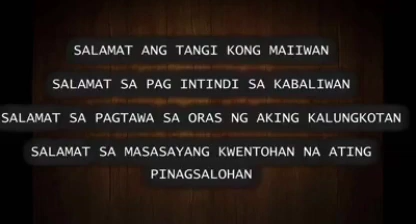 SALAMAT ANG TANGI KONG MAIIWAN
SALAMAT SA PAG INTINDI SA KABALIWAN
SALAMAT SA PAGTAWA SA ORAS NG AKING KALUNGKOTAN
SALAMAT SA MASASAYANG KWENTOHAN NA ATING
PINAGSALOHAN